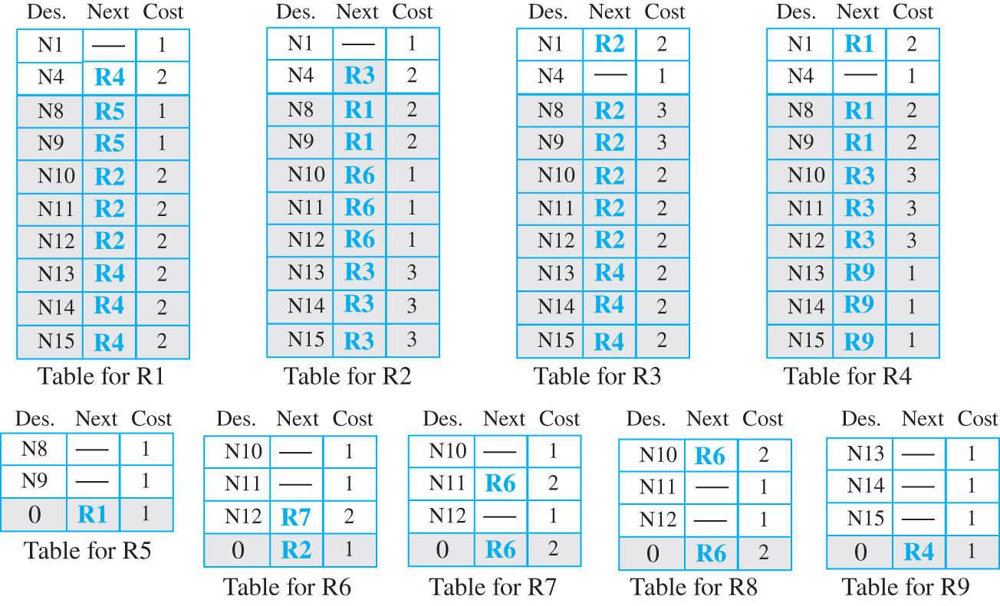 Des. Next Cost Des. Next Cost Des. Next Cost Des. Next Cost
N1 — 1 N1 — 1 N1 R2 2 N1 R1 2
N4 R4 2 N4 R3 2 N4 — 1 N4 — 1
N8 R5 1 N8 R1 2 N8 R2 3 N8 R1 2
N9 R5 1 N9 R1 2 N9 R2 3 N9 R1 2
N10 R2 2 N10 R6 1 N10 R2 2 N10 R3 3
N11 R2 2 N11 R6 1 N11 R2 2 N11 R3 3
N12 R2 2 N12 R6 1 N12 R2 2 N12 R3 3
N13 R4 2 N13 R3 3 N13 R4 2 N13 R9 1
N14 R4 2 N14 R3 3 N14 R4 2 N14 R9 1
N15 R4 2 N15 R3 3 N15 R4 2 N15 R9 1
Table for R1 Table for R2 Table for R3 Table for R4
Des. Next Cost Des. Next Cost Des. Next Cost Des. Next Cost Des. Next Cost
N8 — 1 N10 — 1 N10 — 1 N10 R6 2 N13 — 1
N9 — 1 N11 — 1 N11 R6 2 N11 — 1 N14 — 1
0 R1 1 N12 R7 2 N12 — 1 N12 — 1 N15 — 1
0 R2 1 0 R6 2 0 R6 2 0 R4 1
Table for R5 Table for R6 Table for R7 Table for R8 Table for R9